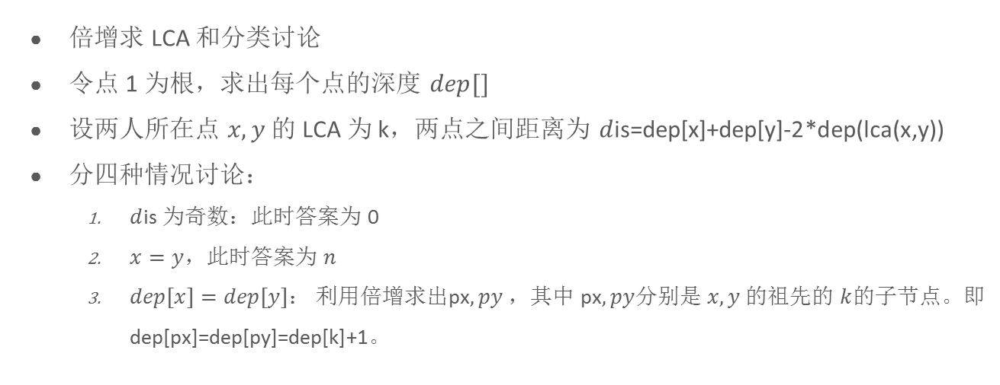 • 倍增求 LCA 和分类讨论
• 令点 1 为根，求出每个点的深度 dep[]
• 设两人所在点 x, y 的 LCA 为 k，两点之间距离为 dis=dep[x]+dep[y]-2*dep(lca(x,y))
• 分四种情况讨论：
1. dis 为奇数：此时答案为 0
2. x = y，此时答案为 n
3. dep[x] = dep[y]： 利用倍增求出px, py ，其中 px, py分别是 x, y 的祖先的 k的子节点。即
dep[px]=dep[py]=dep[k]+1。